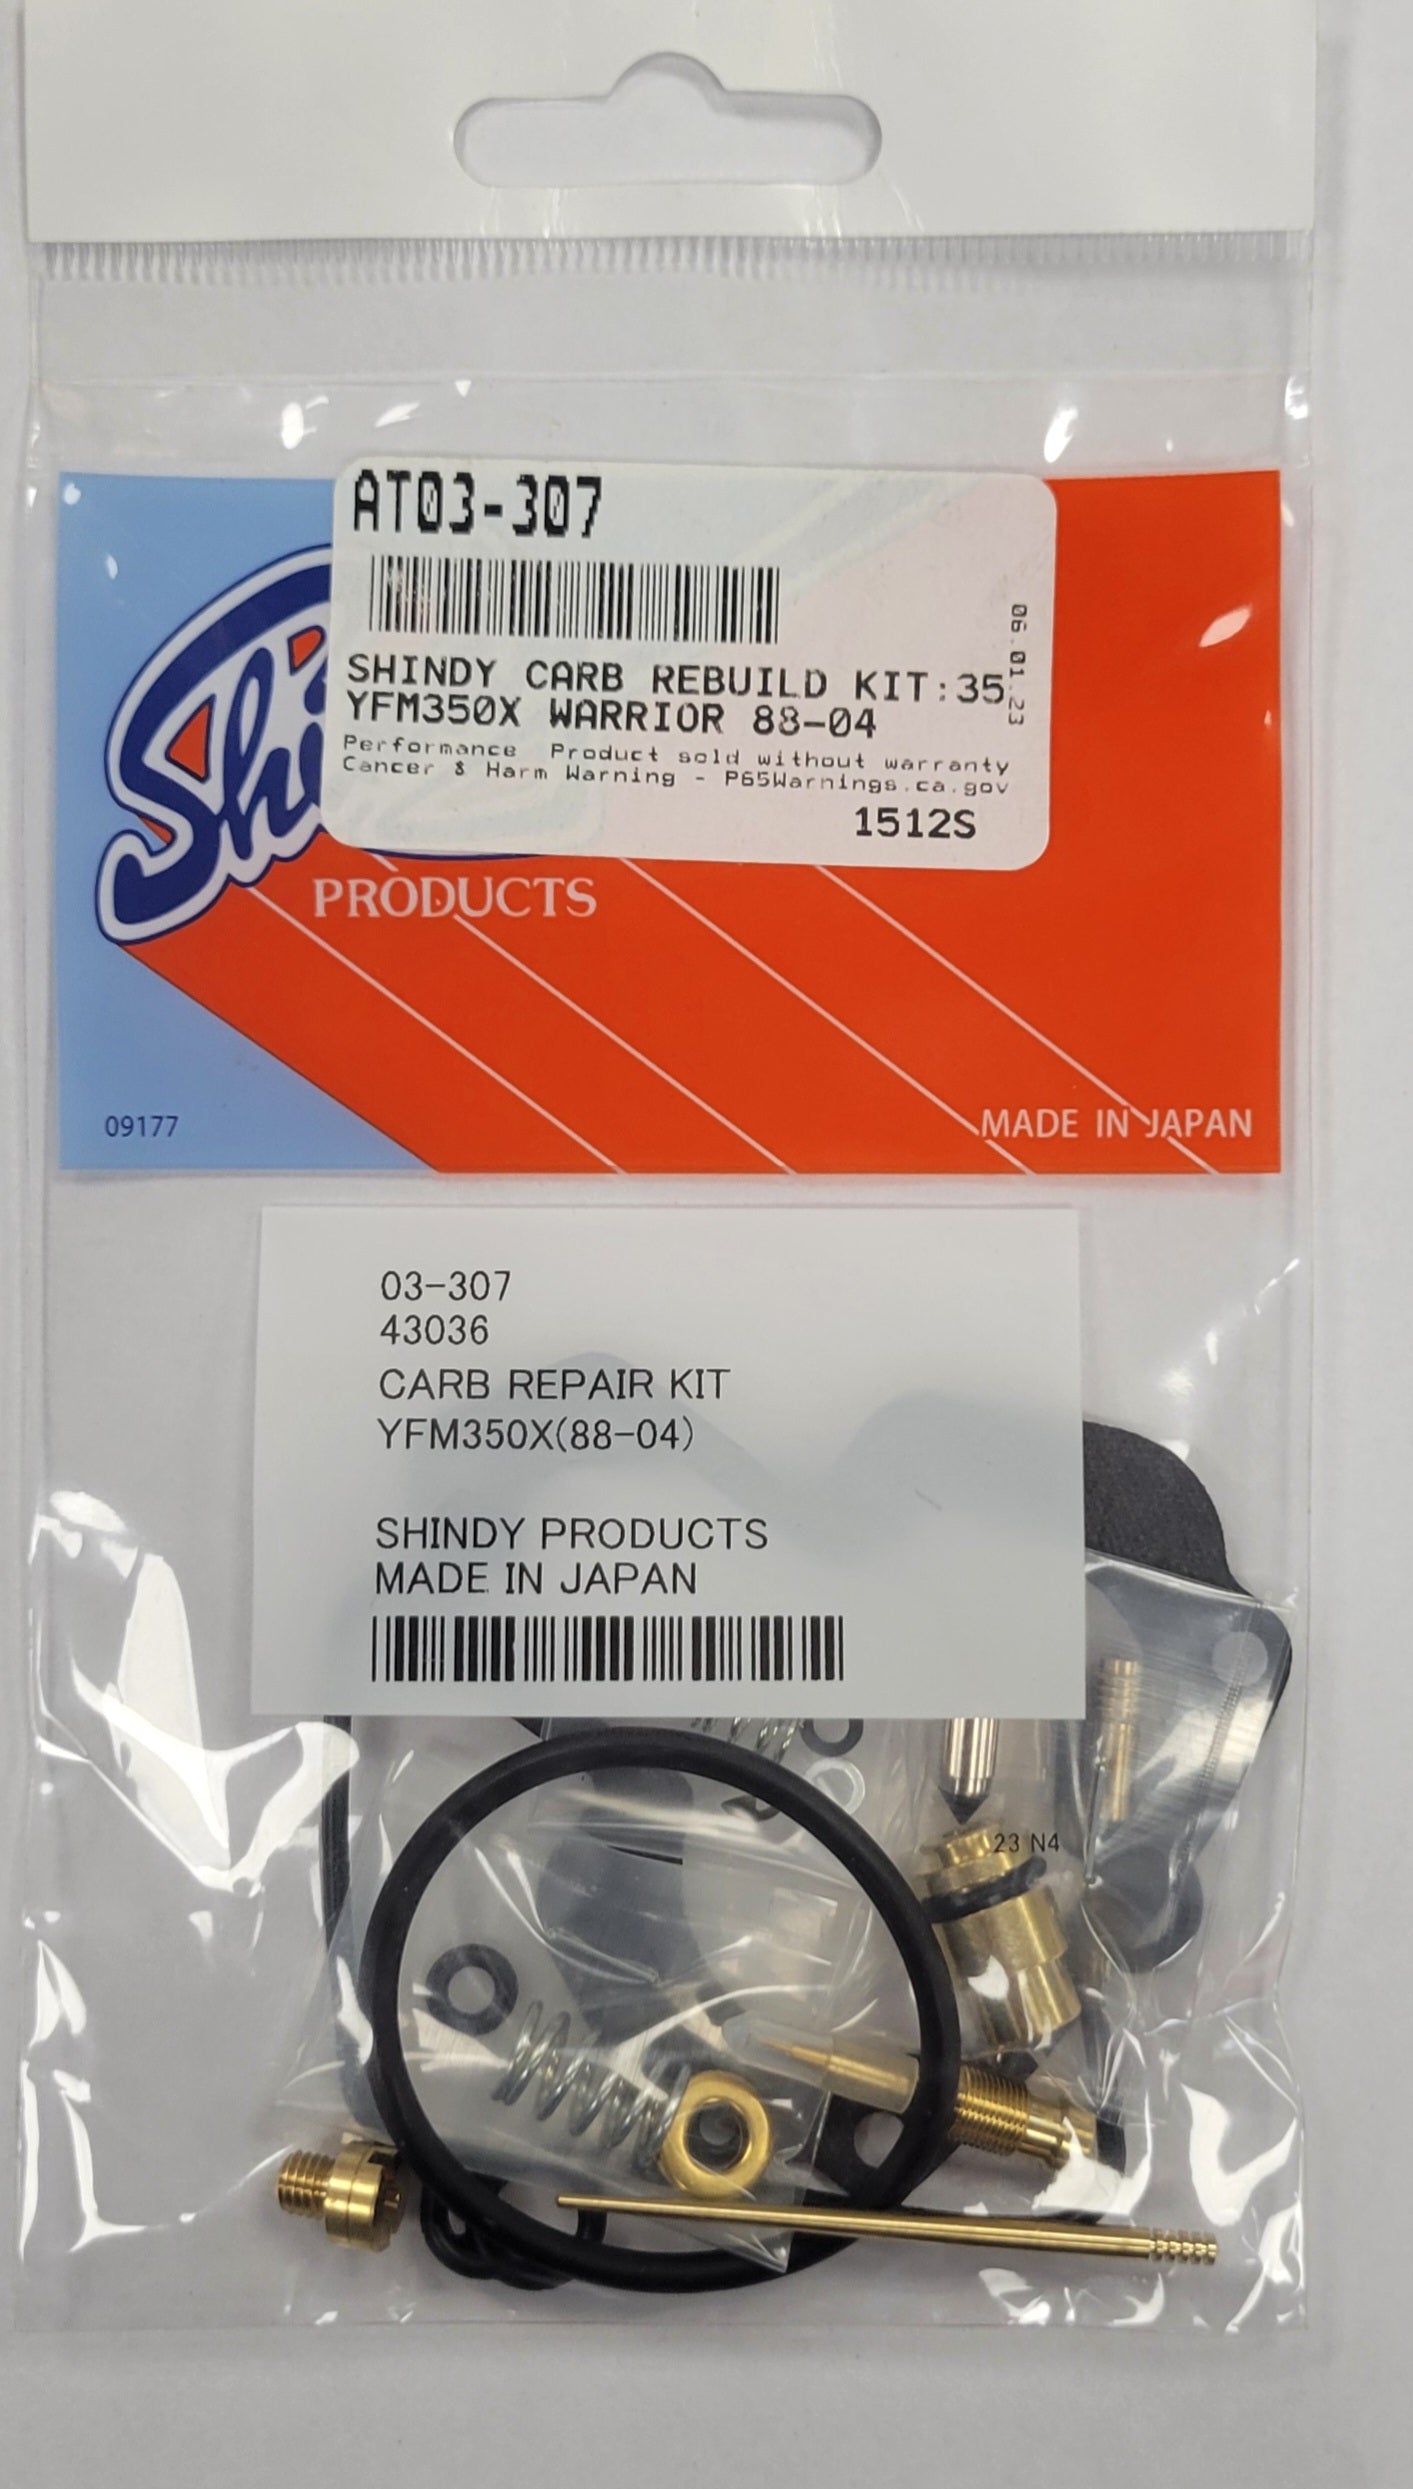 AT03-307
SHINDY CARB REBUILD KIT:35
YFM350X WARRIOR 88-04
Performance Product sold without warranty
Cancer & Harm Warning - P65Warnings.ca.gov
1512S
06.01.23
PRODUCTS
09177
MADE IN JAPAN
03-307
43036
CARB REPAIR KIT
YFM350X(88-04)
SHINDY PRODUCTS
MADE IN JAPAN
23 N4